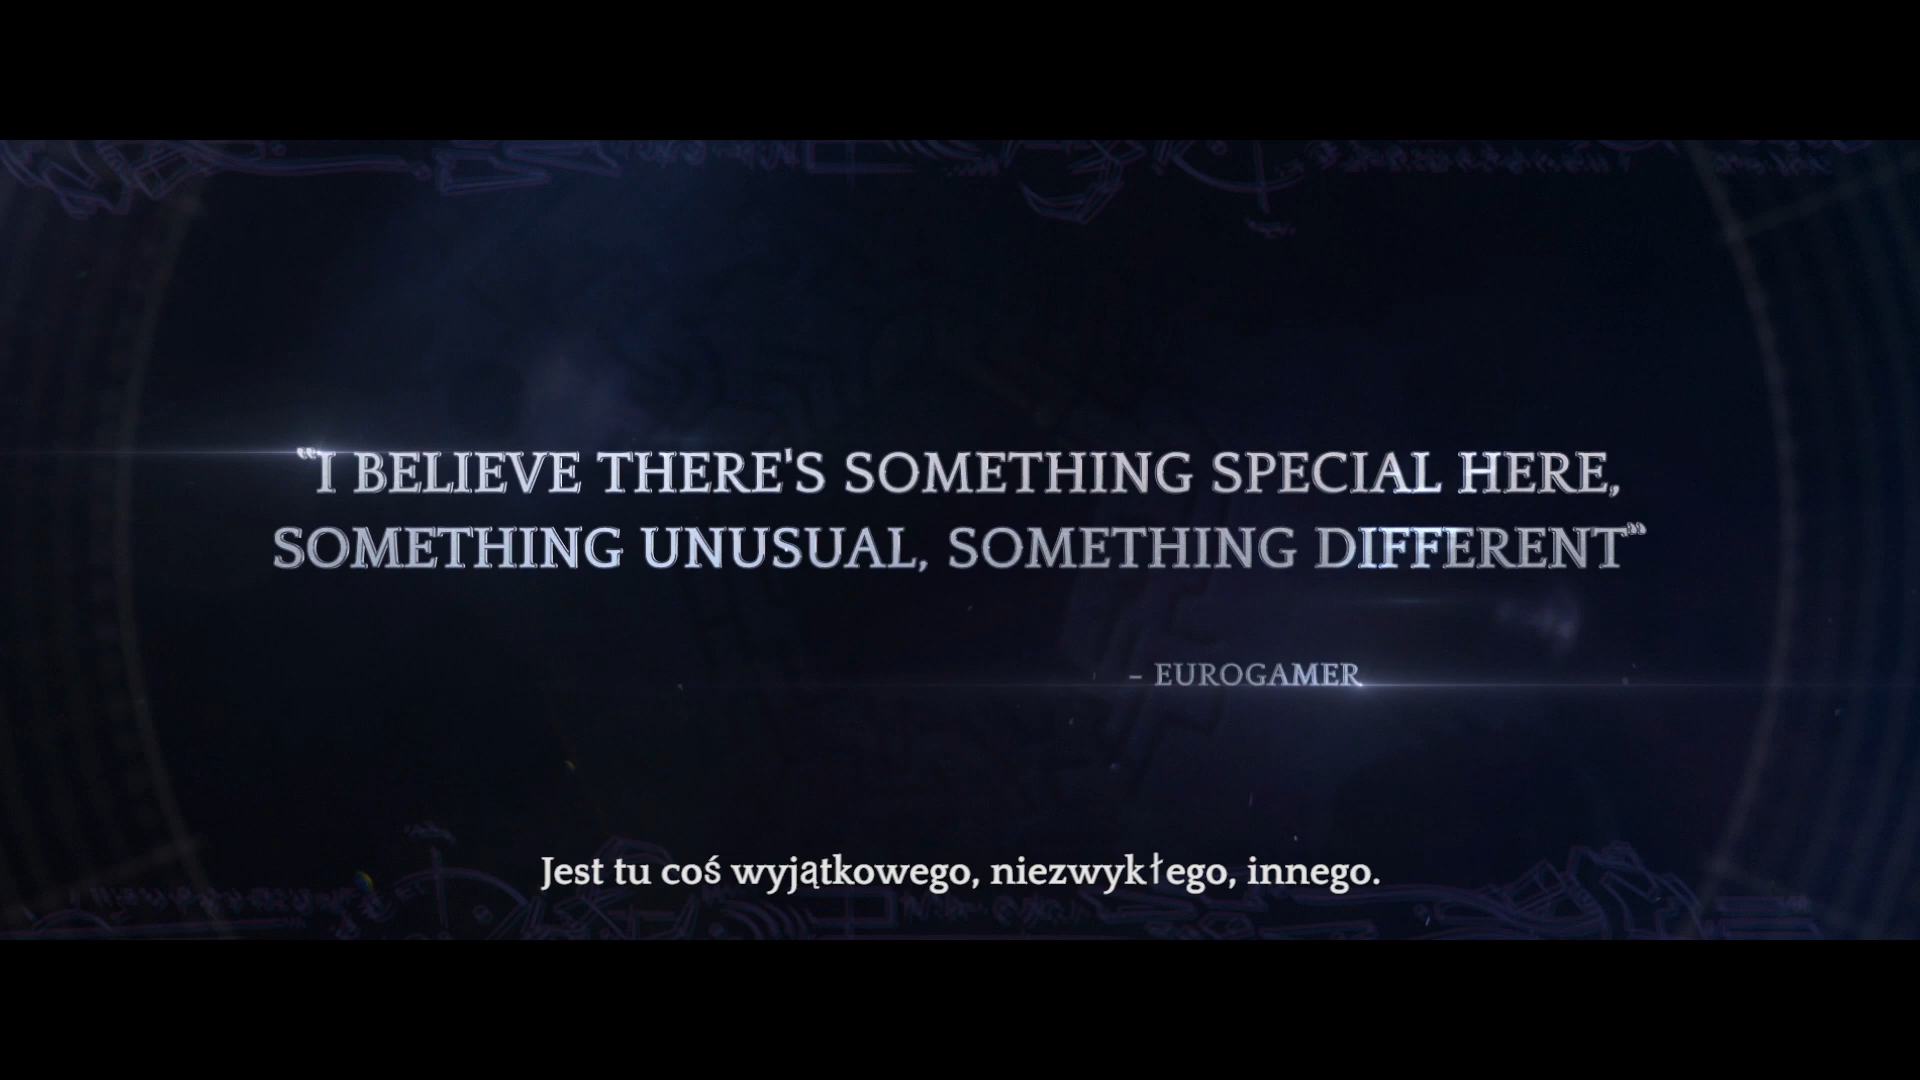 “I BELIEVE THERE'S SOMETHING SPECIAL HERE,
SOMETHING UNUSUAL, SOMETHING DIFFERENT”
– EUROGAMER
Jest tu coś wyjątkowego, niezwykłego, innego.